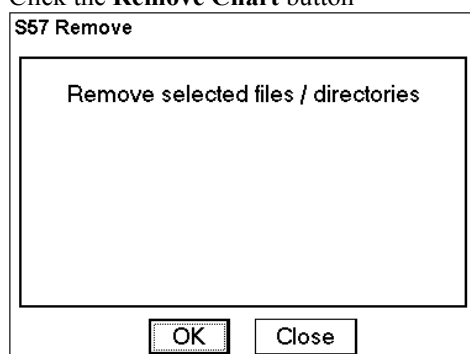 Click the Remove Chart button
S57 Remove
Remove selected files / directories
OK
Close